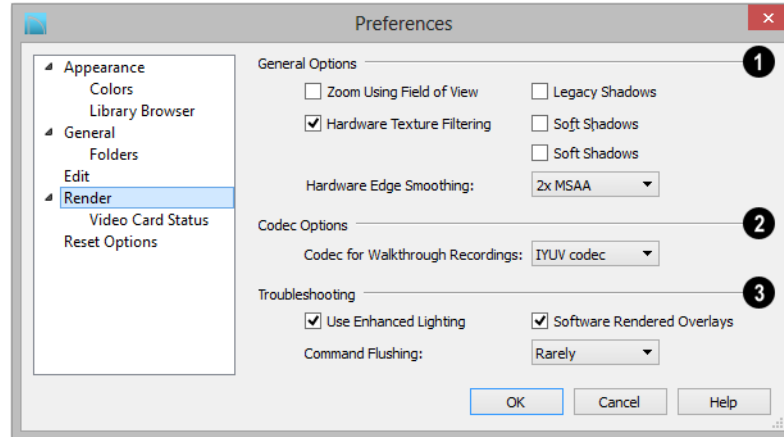 Preferences
Appearance
Colors
Library Browser
General
Folders
Edit
Render
Video Card Status
Reset Options
General Options 1
Zoom Using Field of View Legacy Shadows
Hardware Texture Filtering Soft Shadows
Soft Shadows
Hardware Edge Smoothing: 2x MSAA
Codec Options 2
Codec for Walkthrough Recordings: IYUV codec
Troubleshooting 3
Use Enhanced Lighting Software Rendered Overlays
Command Flushing: Rarely
OK Cancel Help